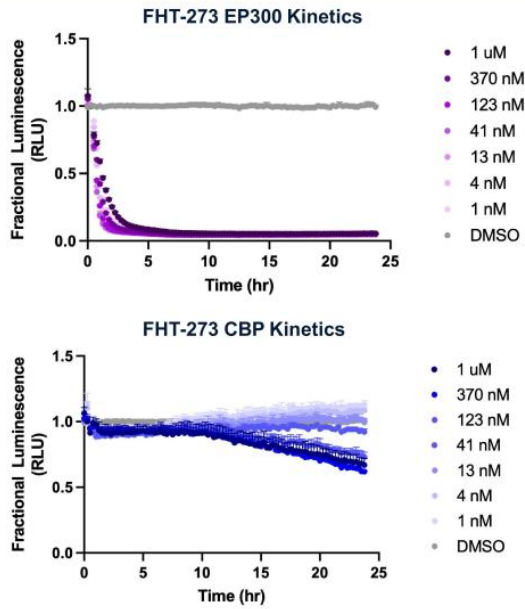 FHT-273 EP300 Kinetics
1.5
1.0
0.5
0.0
Fractional Luminescence
(RLU)
0
5
10
15
20
25
Time (hr)
1 uM
370 nM
123 nM
41 nM
13 nM
4 nM
1 nM
DMSO
FHT-273 CBP Kinetics
1.5
1.0
0.5
0.0
Fractional Luminescence
(RLU)
0
5
10
15
20
25
Time (hr)
1 uM
370 nM
123 nM
41 nM
13 nM
4 nM
1 nM
DMSO